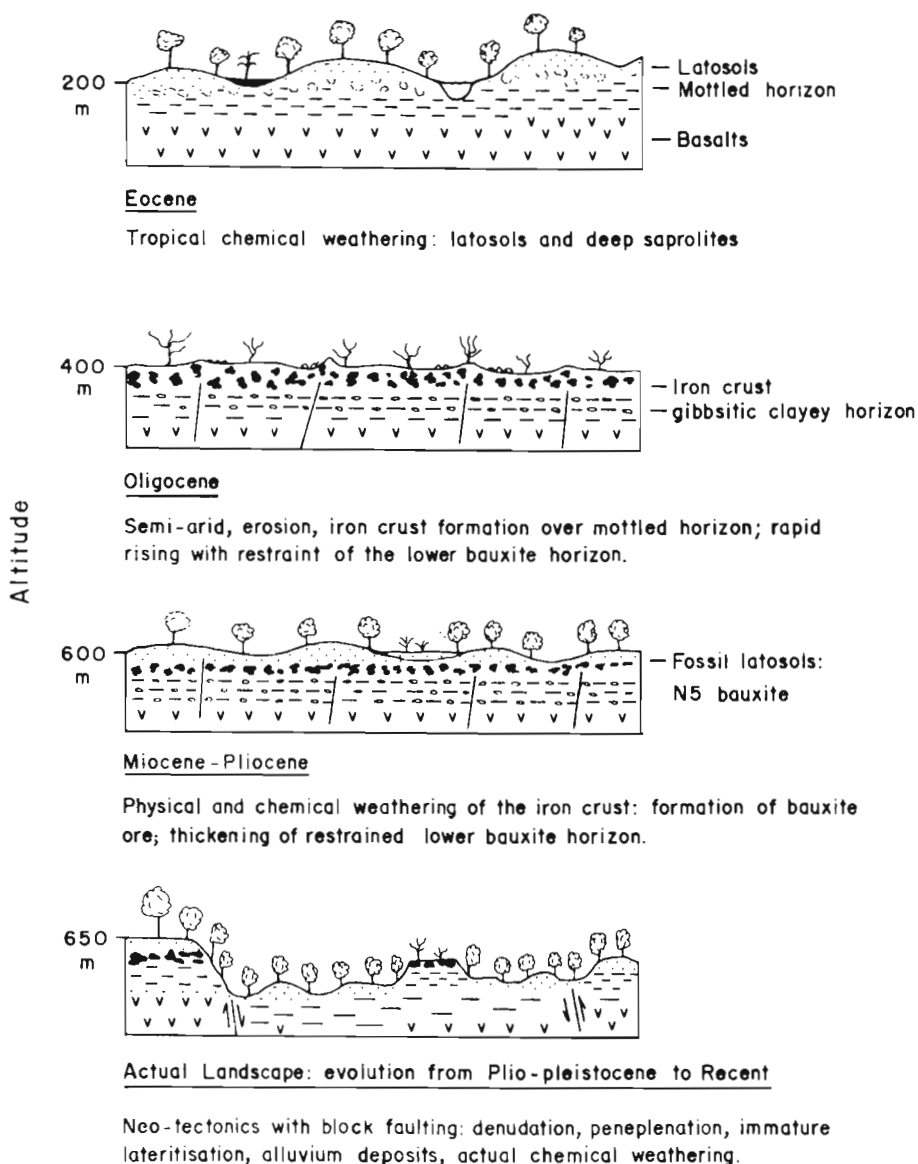 200
m
Latosols
Mottled horizon
Basalts
Eocene
Tropical chemical weathering: latosols and deep saprolites
400
m
Iron crust
gibbsitic clayey horizon
Oligocene
Semi-arid, erosion, iron crust formation over mottled horizon; rapid
rising with restraint of the lower bauxite horizon.
Altitude
600
m
Fossil latosols:
N5 bauxite
Miocene-Pliocene
Physical and chemical weathering of the iron crust: formation of bauxite
ore; thickening of restrained lower bauxite horizon.
650
m
Actual Landscape: evolution from Plio-pleistocene to Recent
Neo-tectonics with block faulting: denudation, peneplenation, immature
lateritisation, alluvium deposits, actual chemical weathering.